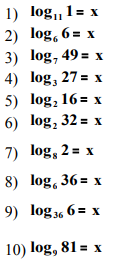 1) log₁₁ 1 = x
2) log₆ 6 = x
3) log₇ 49 = x
4) log₃ 27 = x
5) log₂ 16 = x
6) log₂ 32 = x
7) log₈ 2 = x
8) log₆ 36 = x
9) log₃₆ 6 = x
10) log₉ 81 = x